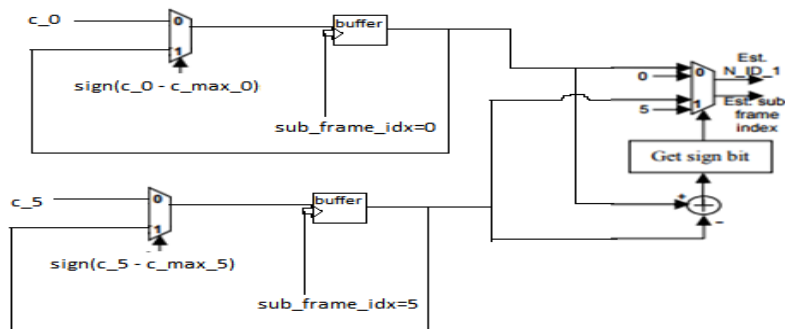 c_0
0
1
sign(c_0 - c_max_0)
buffer
sub_frame_idx=0
c_5
0
1
sign(c_5 - c_max_5)
buffer
sub_frame_idx=5
0
5
0
1
Est.
N_ID_1
Est. sub
frame
index
Get sign bit
+
+
−